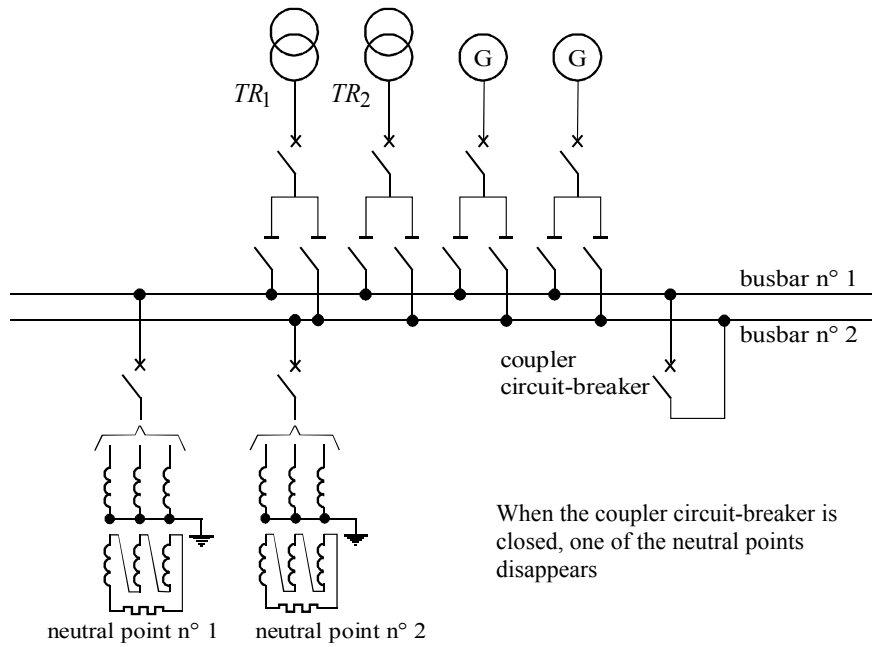 G
G
TR1
TR2
busbar n° 1
busbar n° 2
coupler
circuit-breaker
When the coupler circuit-breaker is
closed, one of the neutral points
disappears
neutral point n° 1
neutral point n° 2